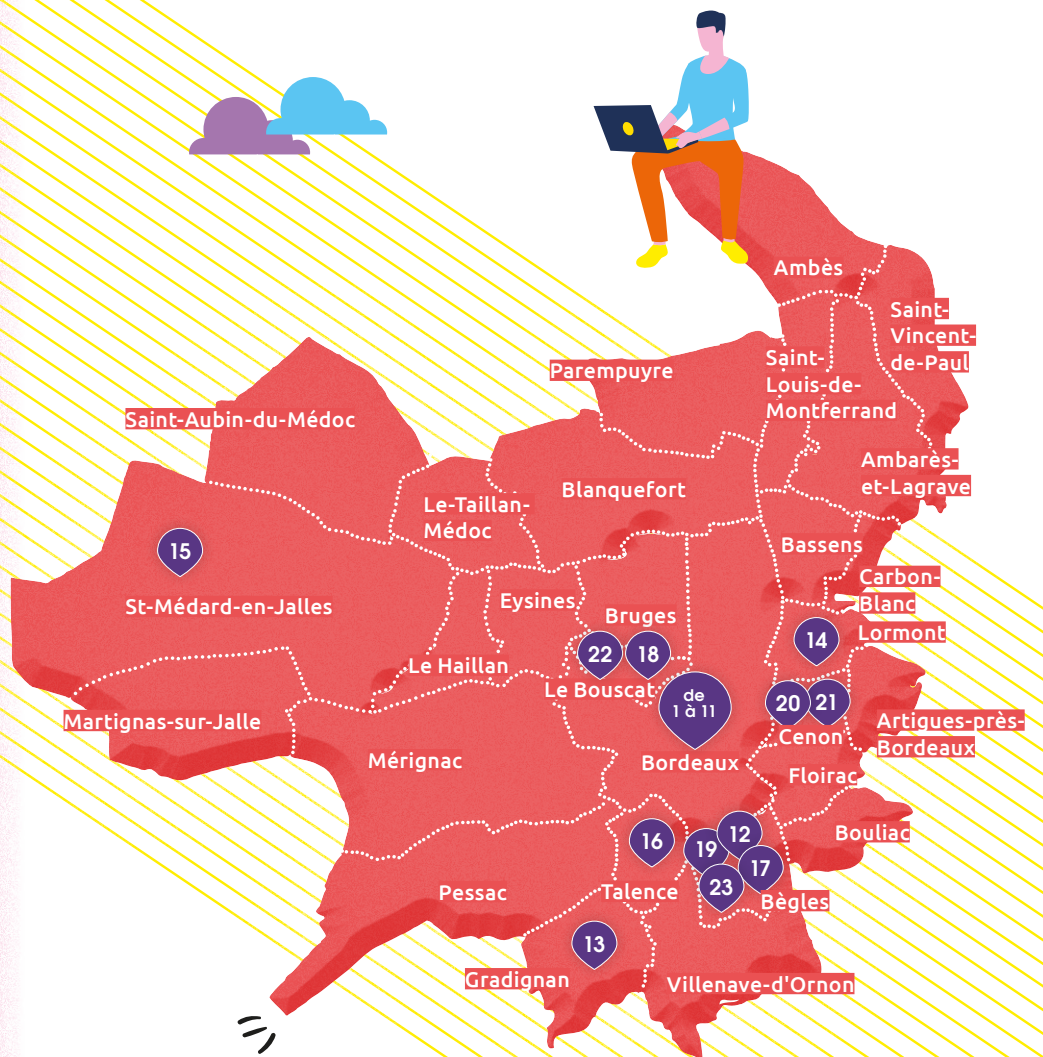 Ambès
Saint-
Vincent-
de-Paul
Saint-
Louis-de-
Montferrand
Parempuyre
Saint-Aubin-du-Médoc
Ambarès-
et-Lagrave
Blanquefort
Le-Taillan-
Médoc
Bassens
15
Carbon-
Blanc
Eysines
St-Médard-en-Jalles
Bruges
14
Lormont
22
18
Le Haillan
Le Bouscat
de
1 à 11
20
21
Martignas-sur-Jalle
Artigues-près-
Bordeaux
Cenon
Mérignac
Bordeaux
Floirac
12
Bouliac
16
19
17
23
Pessac
Talence
Bègles
13
Gradignan
Villenave-d'Ornon